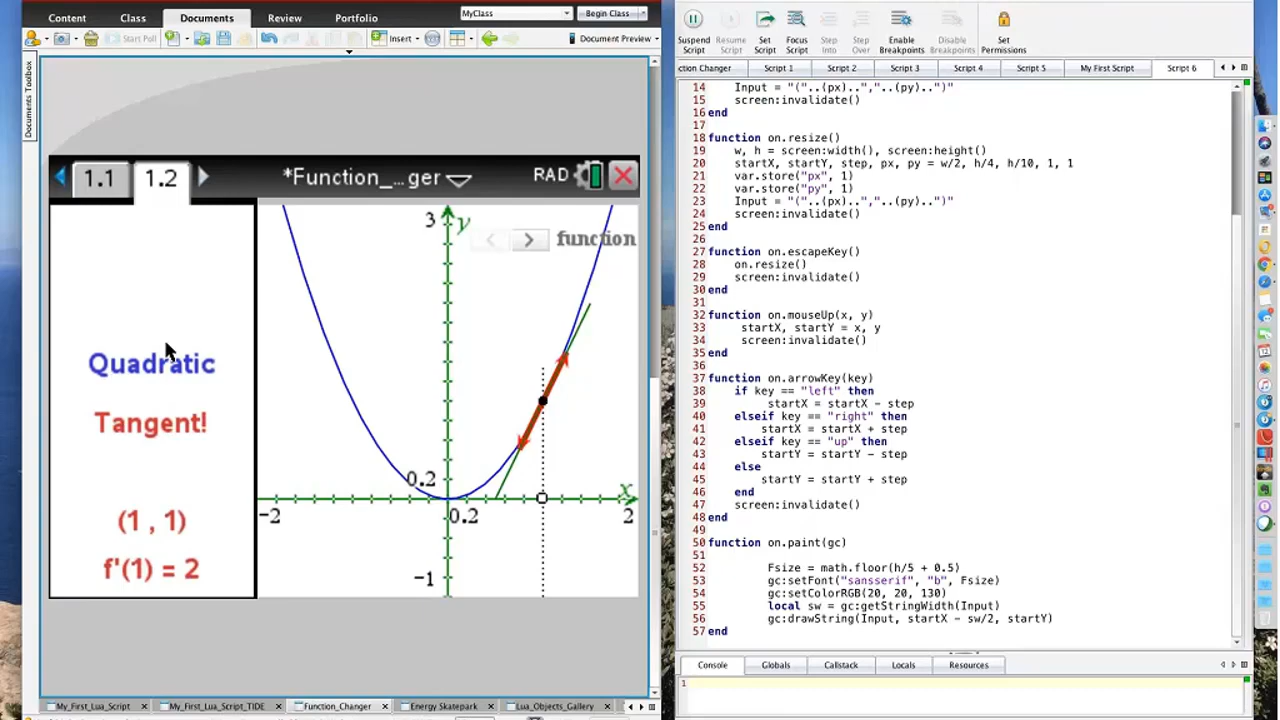 Content Class Documents Review Portfolio
MyClass Begin Class
Start Poll Insert Document Preview
Documents Toolbox
1.1 1.2 *Function_...ger RAD
3 y
function
Quadratic
Tangent!
(1 , 1)
f'(1) = 2
0.2
-2 0.2 x 2
-1
My_First_Lua_Script My_First_Lua_Script_TIDE Function_Changer Energy Skatepark Lua_Objects_Gallery
Suspend Script Resume Script Set Script Focus Script Step Into Step Over Enable Breakpoints Disable Breakpoints Set Permissions
ction Changer Script 1 Script 2 Script 3 Script 4 Script 5 My First Script Script 6
14 Input = "("..(px)..","..(py)..")"
15 screen:invalidate()
16 end
17
18 function on.resize()
19 w, h = screen:width(), screen:height()
20 startX, startY, step, px, py = w/2, h/4, h/10, 1, 1
21 var.store("px", 1)
22 var.store("py", 1)
23 Input = "("..(px)..","..(py)..")"
24 screen:invalidate()
25 end
26
27 function on.escapeKey()
28 on.resize()
29 screen:invalidate()
30 end
31
32 function on.mouseUp(x, y)
33 startX, startY = x, y
34 screen:invalidate()
35 end
36
37 function on.arrowKey(key)
38 if key == "left" then
39 startX = startX - step
40 elseif key == "right" then
41 startX = startX + step
42 elseif key == "up" then
43 startY = startY - step
44 else
45 startY = startY + step
46 end
47 screen:invalidate()
48 end
49
50 function on.paint(gc)
51
52 Fsize = math.floor(h/5 + 0.5)
53 gc:setFont("sansserif", "b", Fsize)
54 gc:setColorRGB(20, 20, 130)
55 local sw = gc:getStringWidth(Input)
56 gc:drawString(Input, startX - sw/2, startY)
57 end
Console Globals Callstack Locals Resources
1